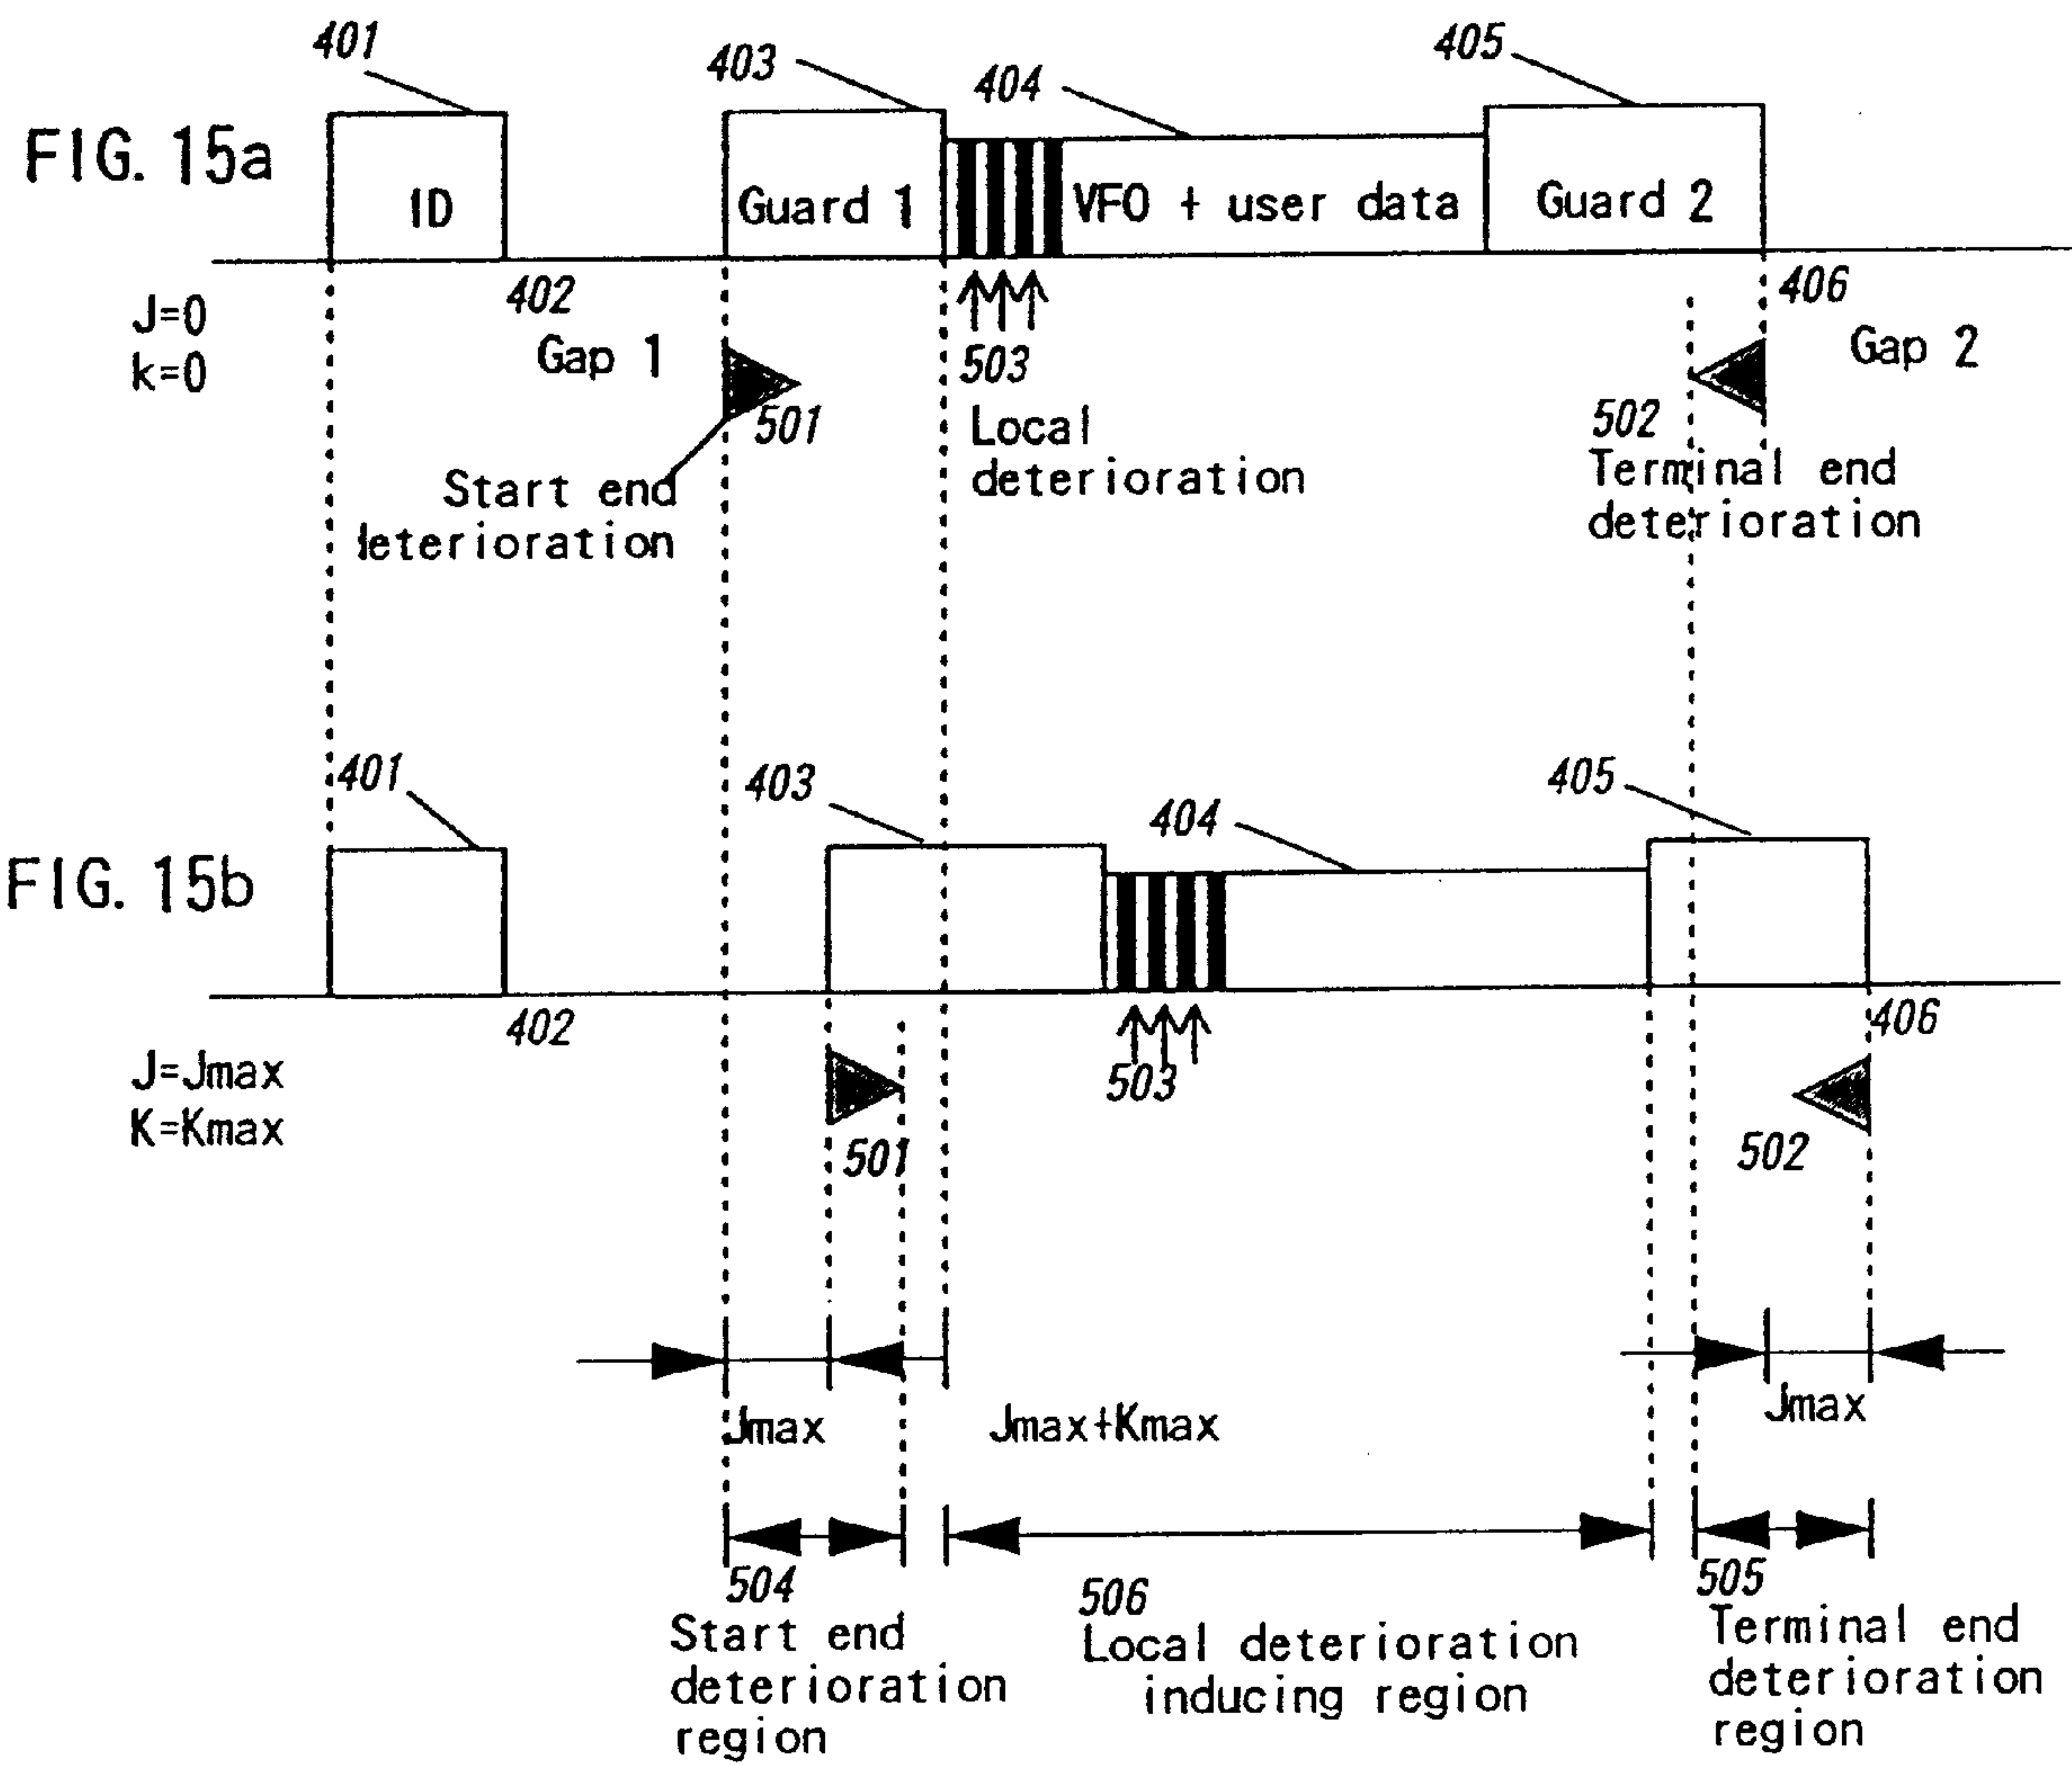 401
403
404
405
FIG. 15a
ID
Guard 1
VFO + user data
Guard 2
J=0
k=0
402
Gap 1
501
503
406
Gap 2
Start end
deterioration
Local
deterioration
502
Terminal end
deterioration
401
403
404
405
FIG. 15b
402
406
J=Jmax
K=Kmax
501
503
502
Jmax
Jmax+Kmax
Jmax
504
Start end
deterioration
region
506
Local deterioration
inducing region
505
Terminal end
deterioration
region